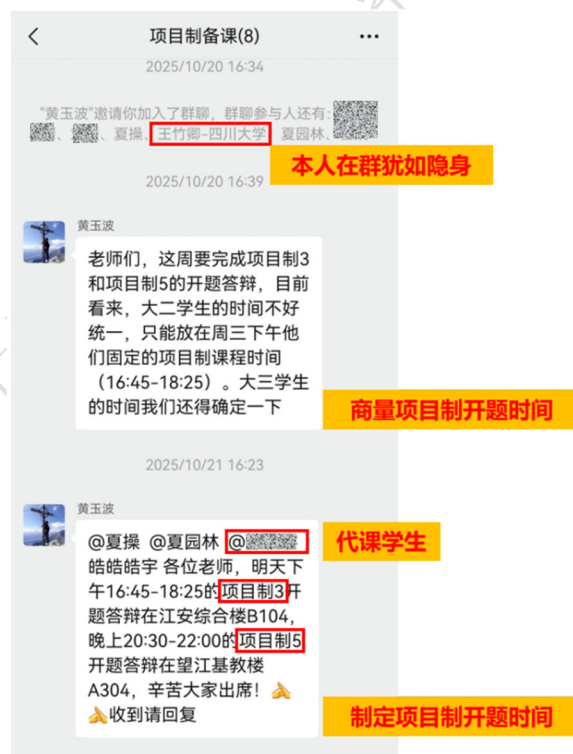 项目制备课(8)
2025/10/20 16:34
"黄玉波"邀请你加入了群聊，群聊参与人还有：
、、夏操、王竹卿-四川大学、夏园林、
本人在群犹如隐身
2025/10/20 16:39
黄玉波
老师们，这周要完成项目制3
和项目制5的开题答辩，目前
看来，大二学生的时间不好
统一，只能放在周三下午他
们固定的项目制课程时间
（16:45-18:25）。大三学生
的时间我们还得确定一下
商量项目制开题时间
2025/10/21 16:23
黄玉波
@夏操 @夏园林 @
代课学生
皓皓皓宇 各位老师，明天下
午16:45-18:25的项目制3开
题答辩在江安综合楼B104，
晚上20:30-22:00的项目制5
开题答辩在望江基教楼
A304，辛苦大家出席！🙏
🙏收到请回复
制定项目制开题时间